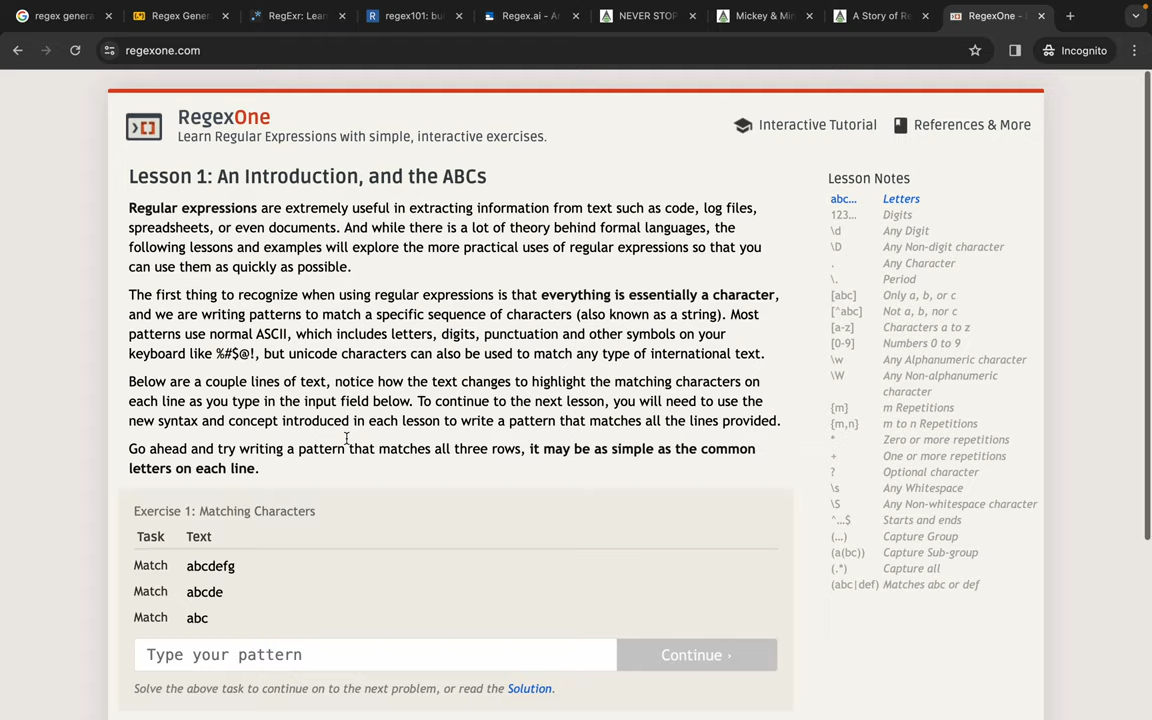 regex genera
Regex Gener
RegExr: Lear
regex101: bu
Regex.ai - A
NEVER STOP
Mickey & Mi
A Story of Re
RegexOne -
regexone.com
Incognito
RegexOne
Learn Regular Expressions with simple, interactive exercises.
Interactive Tutorial
References & More
Lesson 1: An Introduction, and the ABCs
Regular expressions are extremely useful in extracting information from text such as code, log files,
spreadsheets, or even documents. And while there is a lot of theory behind formal languages, the
following lessons and examples will explore the more practical uses of regular expressions so that you
can use them as quickly as possible.
The first thing to recognize when using regular expressions is that everything is essentially a character,
and we are writing patterns to match a specific sequence of characters (also known as a string). Most
patterns use normal ASCII, which includes letters, digits, punctuation and other symbols on your
keyboard like %#$@!, but unicode characters can also be used to match any type of international text.
Below are a couple lines of text, notice how the text changes to highlight the matching characters on
each line as you type in the input field below. To continue to the next lesson, you will need to use the
new syntax and concept introduced in each lesson to write a pattern that matches all the lines provided.
Go ahead and try writing a pattern that matches all three rows, it may be as simple as the common
letters on each line.
Exercise 1: Matching Characters
Task Text
Match abcdefg
Match abcde
Match abc
Type your pattern
Continue ›
Solve the above task to continue on to the next problem, or read the Solution.
Lesson Notes
abc… Letters
123… Digits
\d Any Digit
\D Any Non-digit character
. Any Character
\. Period
[abc] Only a, b, or c
[^abc] Not a, b, nor c
[a-z] Characters a to z
[0-9] Numbers 0 to 9
\w Any Alphanumeric character
\W Any Non-alphanumeric
character
{m} m Repetitions
{m,n} m to n Repetitions
* Zero or more repetitions
+ One or more repetitions
? Optional character
\s Any Whitespace
\S Any Non-whitespace character
^…$ Starts and ends
(…) Capture Group
(a(bc)) Capture Sub-group
(.*) Capture all
(abc|def) Matches abc or def